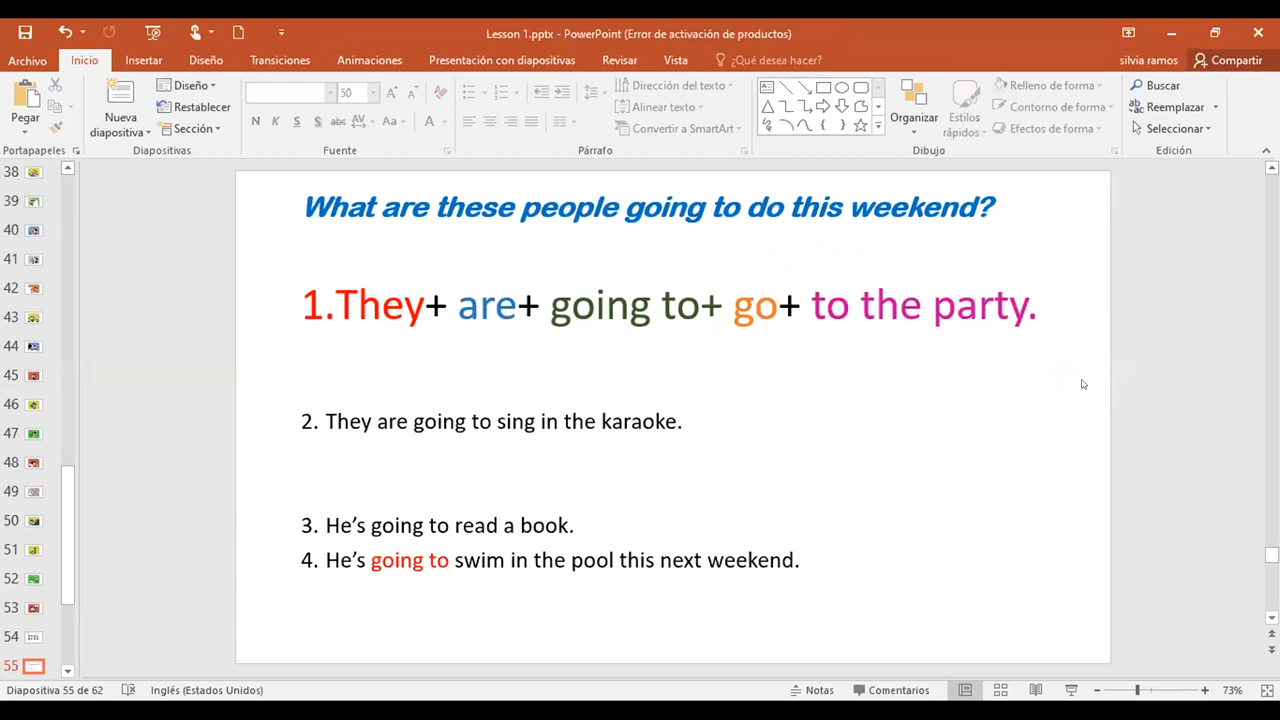 Lesson 1.pptx - PowerPoint (Error de activación de productos)
Archivo Inicio Insertar Diseño Transiciones Animaciones Presentación con diapositivas Revisar Vista ¿Qué desea hacer? silvia ramos Compartir
Pegar
Nueva diapositiva
Diseño
Restablecer
Sección
50
N K S S abc AV Aa A
Dirección del texto
Alinear texto
Convertir a SmartArt
Organizar
Estilos rápidos
Relleno de forma
Contorno de forma
Efectos de forma
Buscar
Reemplazar
Seleccionar
Portapapeles Diapositivas Fuente Párrafo Dibujo Edición
38
39
40
41
42
43
44
45
46
47
48
49
50
51
52
53
54
55
What are these people going to do this weekend?
1.They+ are+ going to+ go+ to the party.
2. They are going to sing in the karaoke.
3. He’s going to read a book.
4. He’s going to swim in the pool this next weekend.
Diapositiva 55 de 62 Inglés (Estados Unidos) Notas Comentarios 73%